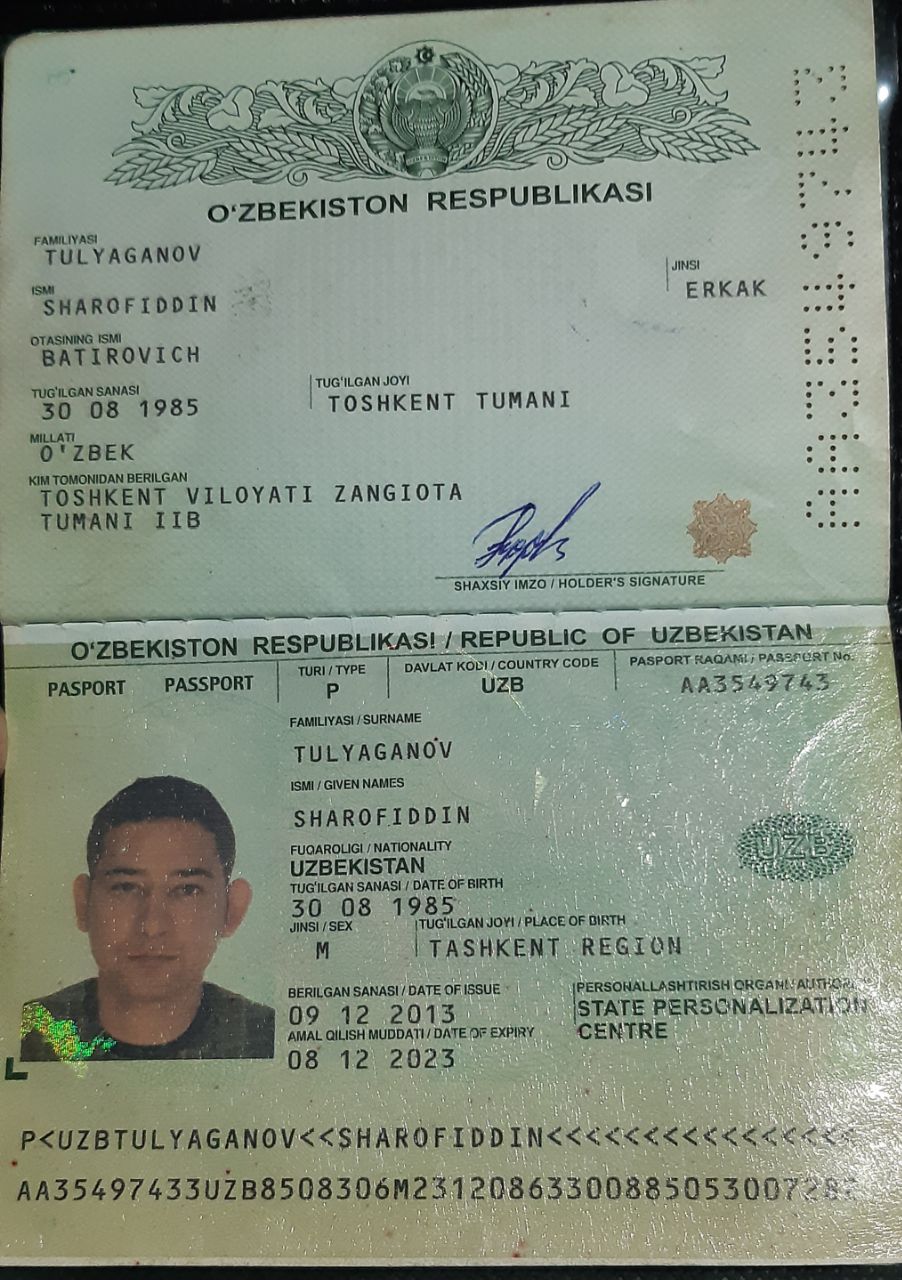 O'ZBEKISTON RESPUBLIKASI
FAMILIYASI
TULYAGANOV
JINSI
ERKAK
ISMI
SHAROFIDDIN
OTASINING ISMI
BATIROVICH
TUG'ILGAN SANASI
30 08 1985
TUG'ILGAN JOYI
TOSHKENT TUMANI
MILLATI
O'ZBEK
KIM TOMONIDAN BERILGAN
TOSHKENT VILOYATI ZANGIOTA
TUMANI IIB
SHAXSIY IMZO / HOLDER'S SIGNATURE
AA3549743
O'ZBEKISTON RESPUBLIKASI / REPUBLIC OF UZBEKISTAN
PASPORT PASSPORT
TURI / TYPE
P
DAVLAT KODI / COUNTRY CODE
UZB
PASPORT RAQAMI / PASSPORT No.
AA3549743
FAMILIYASI / SURNAME
TULYAGANOV
ISMI / GIVEN NAMES
SHAROFIDDIN
FUQAROLIGI / NATIONALITY
UZBEKISTAN
UZB
TUG'ILGAN SANASI / DATE OF BIRTH
30 08 1985
JINSI / SEX
M
TUG'ILGAN JOYI / PLACE OF BIRTH
TASHKENT REGION
BERILGAN SANASI / DATE OF ISSUE
09 12 2013
PERSONALLASHTIRISH ORGANI/AUTHORITY
STATE PERSONALIZATION
CENTRE
AMAL QILISH MUDDATI / DATE OF EXPIRY
08 12 2023
P<UZBTULYAGANOV<<SHAROFIDDIN<<<<<<<<<<<<<<<<